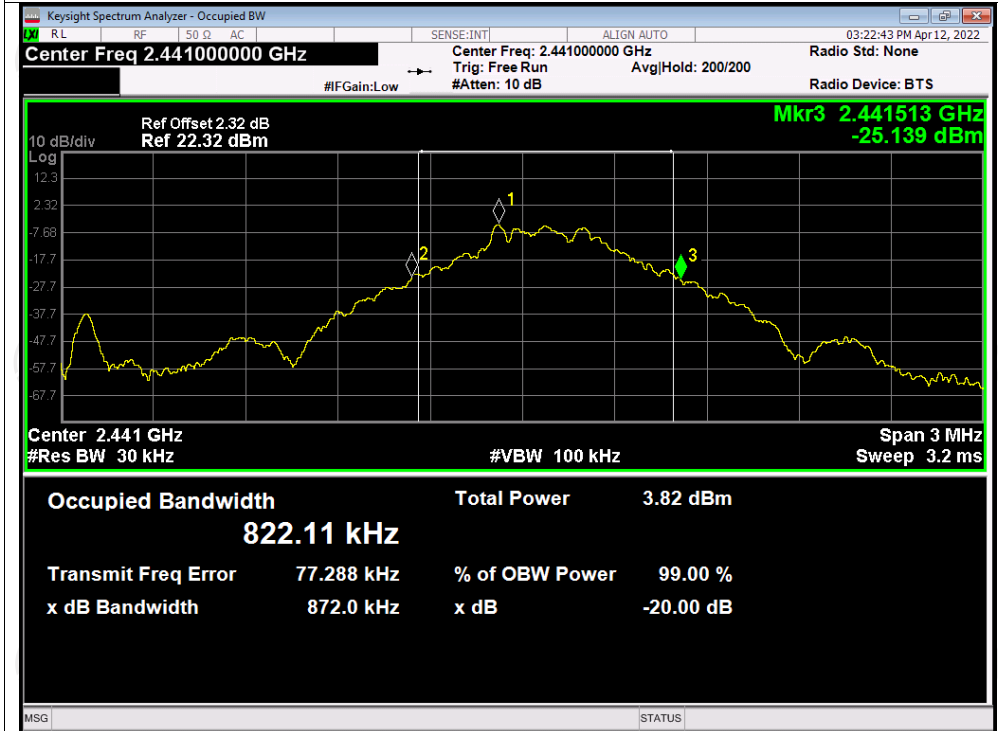 Keysight Spectrum Analyzer - Occupied BW
LXI RL RF 50 Ω AC SENSE:INT ALIGN AUTO 03:22:43 PM Apr 12, 2022
Center Freq 2.441000000 GHz
Center Freq: 2.441000000 GHz Radio Std: None
Trig: Free Run Avg|Hold: 200/200
#IFGain:Low #Atten: 10 dB Radio Device: BTS
Mkr3 2.441513 GHz
-25.139 dBm
Ref Offset 2.32 dB
10 dB/div Ref 22.32 dBm
Log
12.3
2.32
-7.68
-17.7
-27.7
-37.7
-47.7
-57.7
-67.7
1
2
3
Center 2.441 GHz Span 3 MHz
#Res BW 30 kHz #VBW 100 kHz Sweep 3.2 ms
Occupied Bandwidth Total Power 3.82 dBm
822.11 kHz
Transmit Freq Error 77.288 kHz % of OBW Power 99.00 %
x dB Bandwidth 872.0 kHz x dB -20.00 dB
MSG STATUS